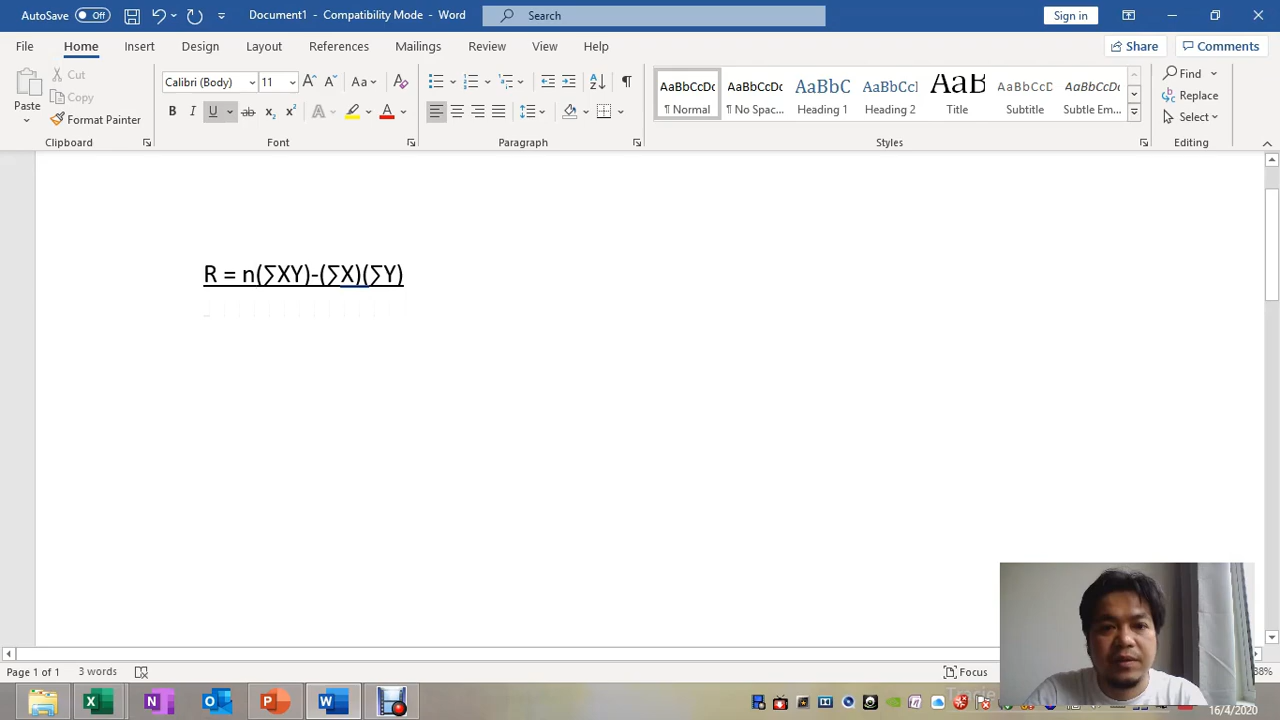 AutoSave Off Document1 - Compatibility Mode - Word Search Sign in
File Home Insert Design Layout References Mailings Review View Help Share Comments
Paste Cut Copy Format Painter
Calibri (Body) 11
AaBbCcDc AaBbCcDc AaBbC AaBbCcI AaB AaBbCcD AaBbCcDc
¶ Normal ¶ No Spac... Heading 1 Heading 2 Title Subtitle Subtle Em...
Find
Replace
Select
Clipboard Font Paragraph Styles Editing
R = n(∑XY)-(∑X)(∑Y)
Page 1 of 1 3 words Focus
16/4/2020